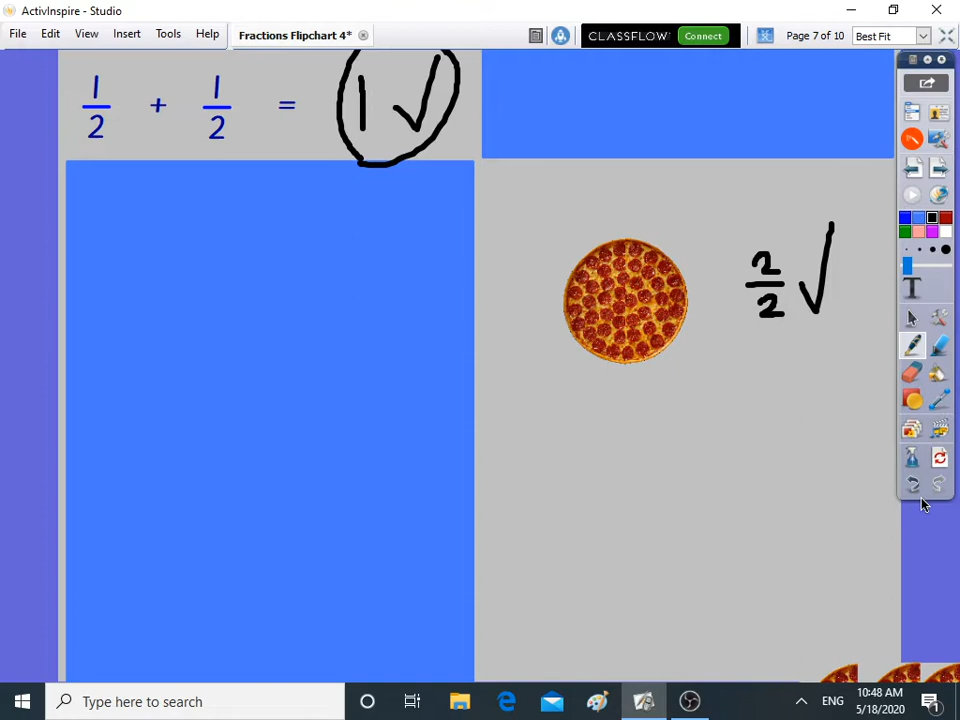 ActivInspire - Studio
File Edit View Insert Tools Help Fractions Flipchart 4* CLASSFLOW Connect Page 7 of 10 Best Fit
1/2 + 1/2 = 1 ✓
2/2 ✓
T
Type here to search
ENG
10:48 AM
5/18/2020
1